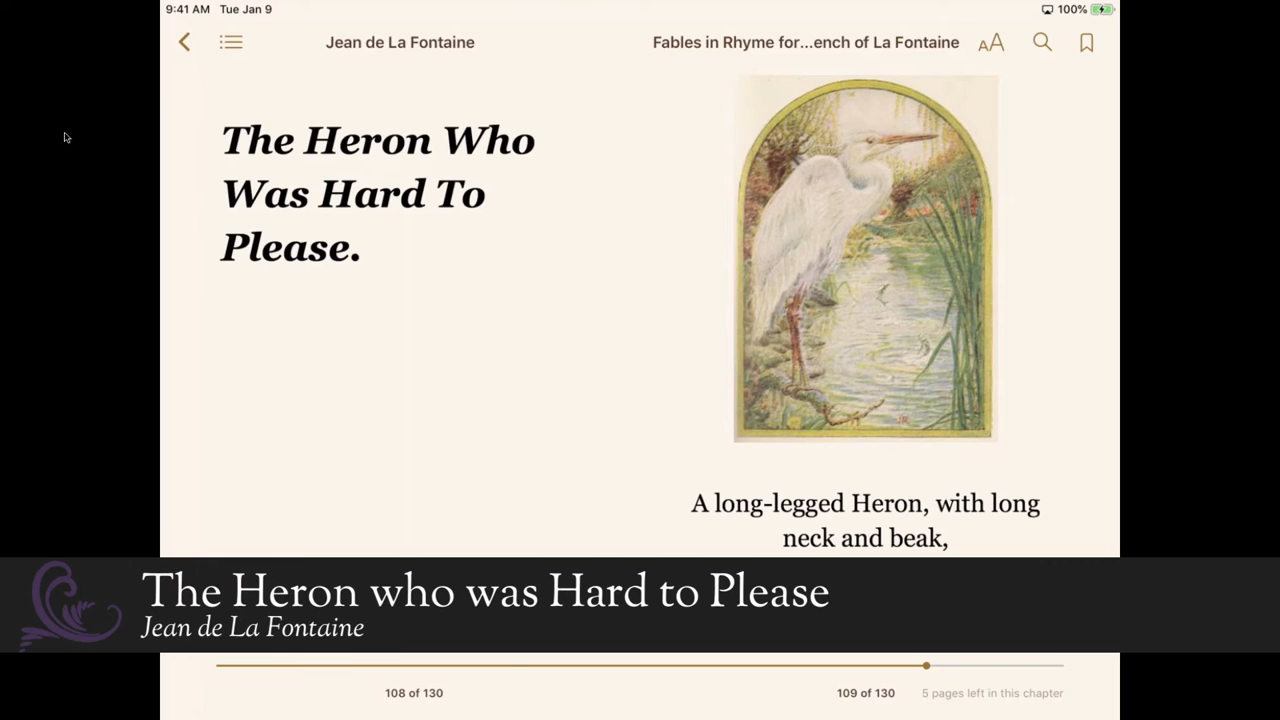 9:41 AM Tue Jan 9
100%
Jean de La Fontaine
Fables in Rhyme for...ench of La Fontaine
AA
The Heron Who
Was Hard To
Please.
JR
A long-legged Heron, with long
neck and beak,
The Heron who was Hard to Please
Jean de La Fontaine
108 of 130
109 of 130
5 pages left in this chapter